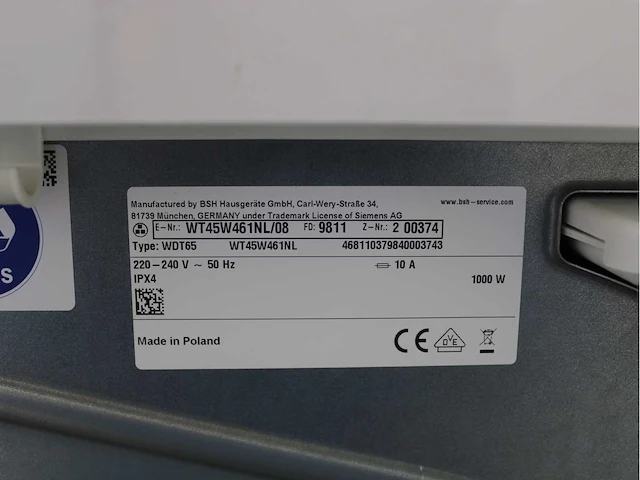 Manufactured by BSH Hausgeräte GmbH, Carl-Wery-Straße 34,
81739 München, GERMANY under Trademark License of Siemens AG
www.bsh-service.com
E-Nr.: WT45W461NL/08 FD: 9811 Z-Nr.: 2 00374
Type: WDT65 WT45W461NL 468110379840003743
220-240 V ~ 50 Hz 10 A
IPX4 1000 W
Made in Poland
CE OVE
S